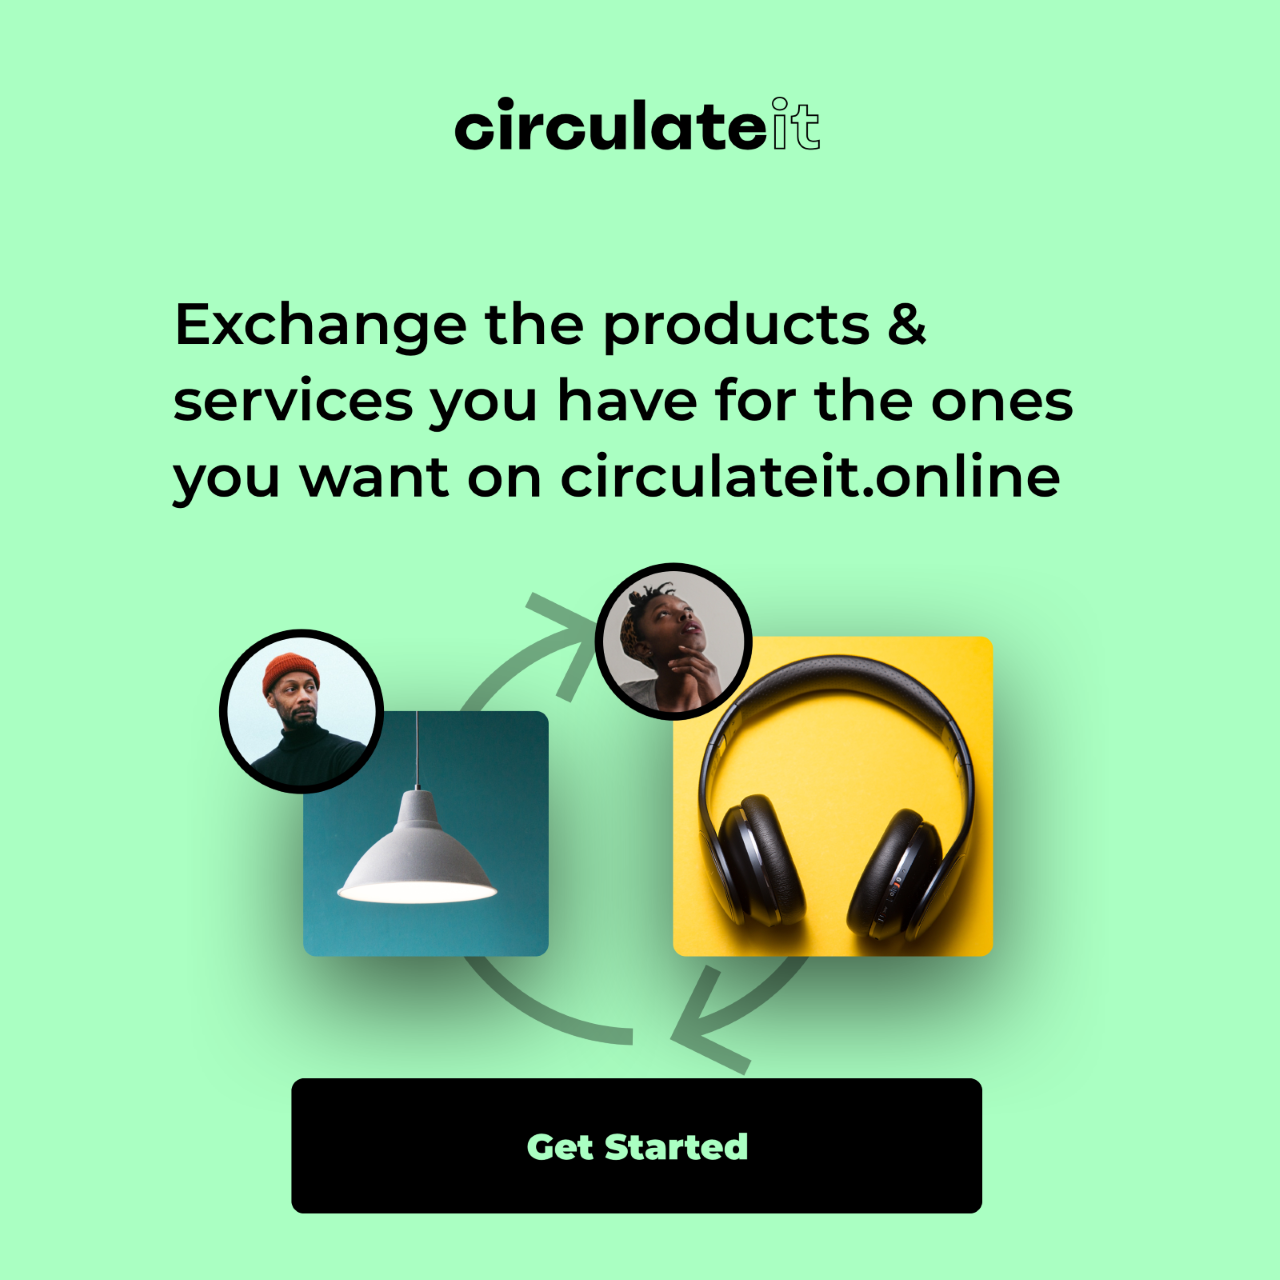 circulateit
Exchange the products &
services you have for the ones
you want on circulateit.online
Get Started